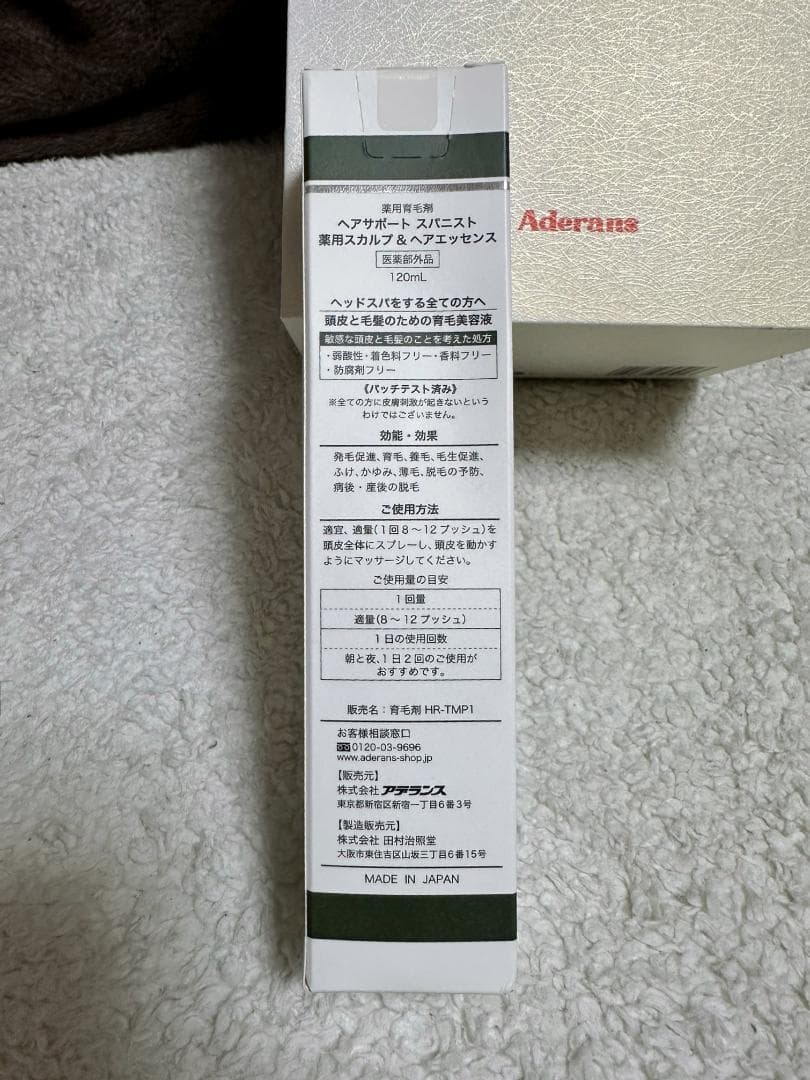 Aderans
薬用育毛剤
ヘアサポート スパニスト
薬用スカルプ & ヘアエッセンス
医薬部外品
120mL
ヘッドスパをする全ての方へ
頭皮と毛髪のための育毛美容液
敏感な頭皮と毛髪のことを考えた処方
・弱酸性・着色料フリー・香料フリー
・防腐剤フリー
《パッチテスト済み》
※全ての方に皮膚刺激が起きないという
わけではございません。
効能・効果
発毛促進、育毛、養毛、毛生促進、
ふけ、かゆみ、薄毛、脱毛の予防、
病後・産後の脱毛
ご使用方法
適宜、適量(1回8〜12プッシュ)を
頭皮全体にスプレーし、頭皮を動かす
ようにマッサージしてください。
ご使用量の目安
1回量
適量(8〜12プッシュ)
1日の使用回数
朝と夜、1日2回のご使用が
おすすめです。
販売名：育毛剤 HR-TMP1
お客様相談窓口
0120-03-9696
www.aderans-shop.jp
【販売元】
株式会社 アデランス
東京都新宿区新宿一丁目6番3号
【製造販売元】
株式会社 田村治照堂
大阪市東住吉区山坂三丁目6番15号
MADE IN JAPAN